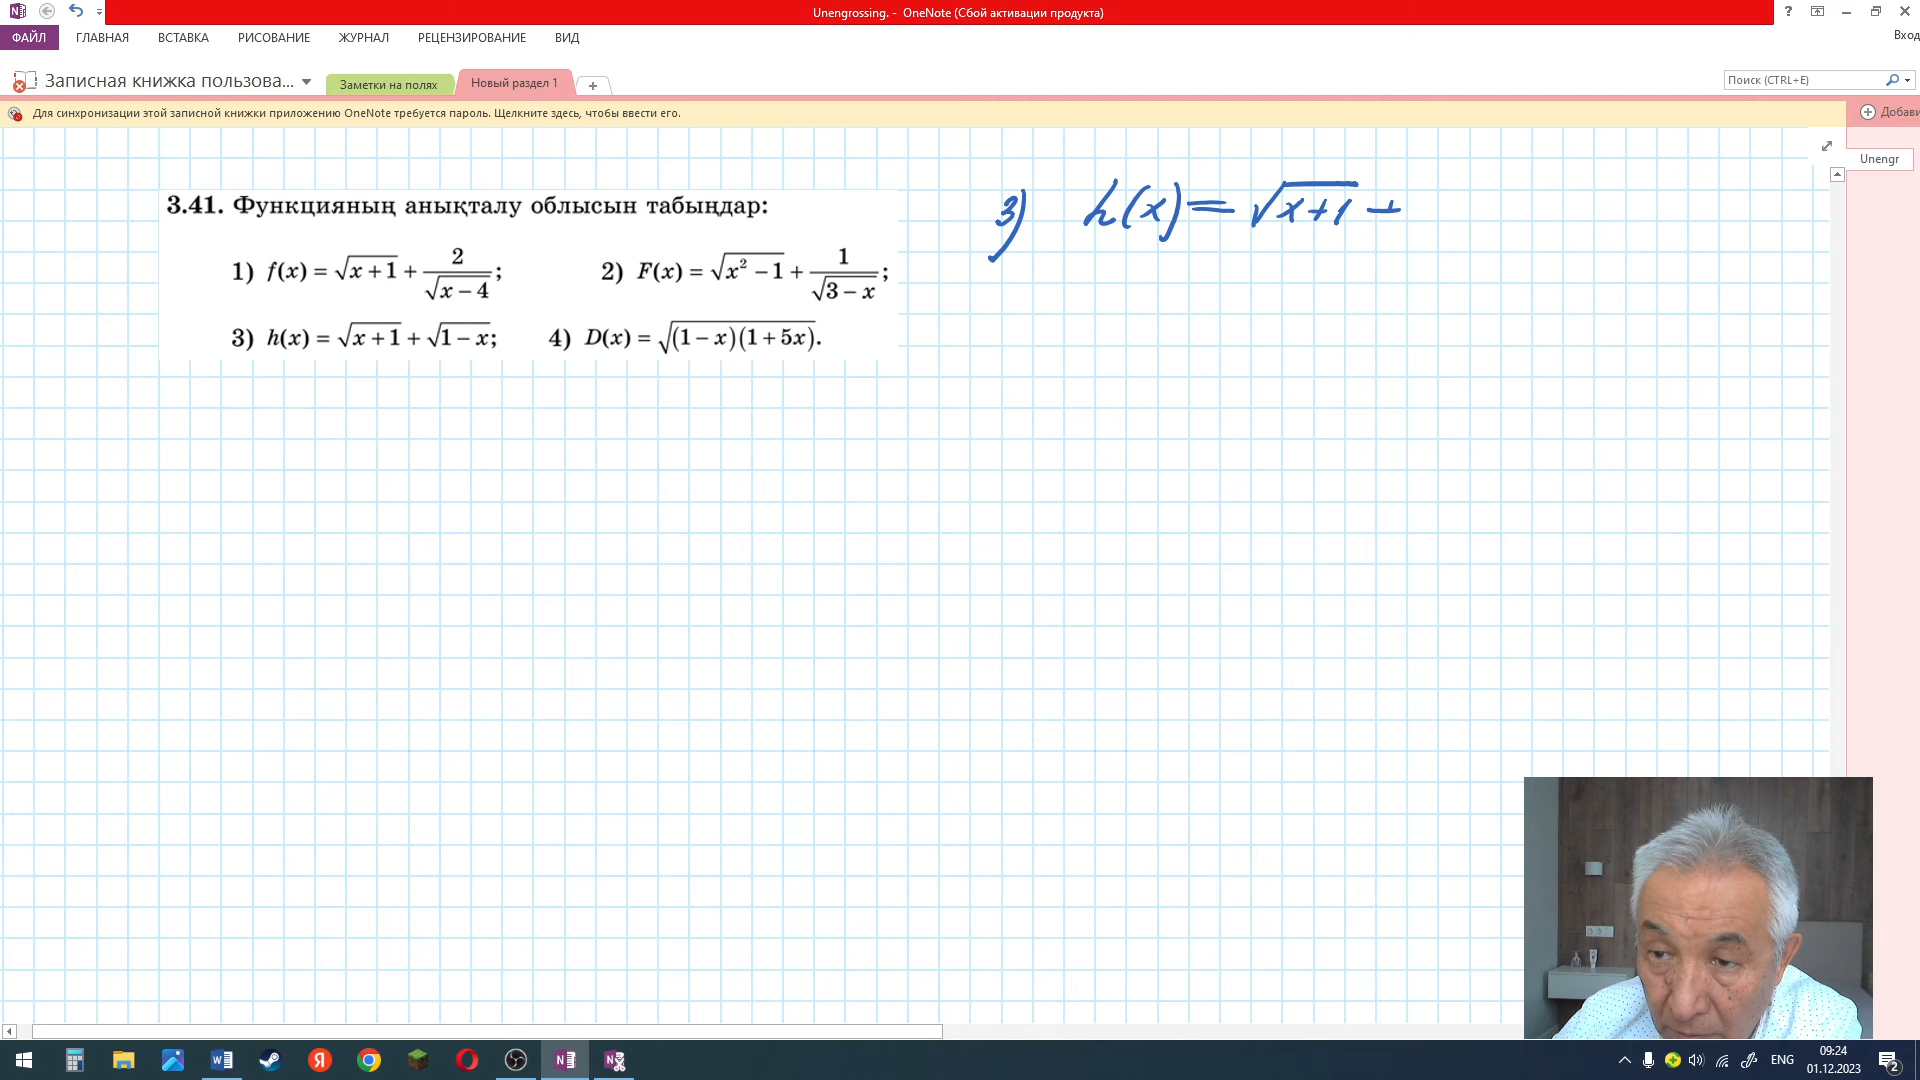 Unengrossing. - OneNote (Сбой активации продукта)
ФАЙЛ ГЛАВНАЯ ВСТАВКА РИСОВАНИЕ ЖУРНАЛ РЕЦЕНЗИРОВАНИЕ ВИД
Вход
Записная книжка пользова... Заметки на полях Новый раздел 1
Поиск (CTRL+E)
Для синхронизации этой записной книжки приложению OneNote требуется пароль. Щелкните здесь, чтобы ввести его.
Добави
Unengr
3.41. Функцияның анықталу облысын табыңдар:
1) f(x) = √(x + 1) + 2/√(x − 4); 2) F(x) = √(x² − 1) + 1/√(3 − x);
3) h(x) = √(x + 1) + √(1 − x); 4) D(x) = √((1 − x)(1 + 5x)).
3) h(x) = √(x+1) +
ENG
09:24
01.12.2023
2